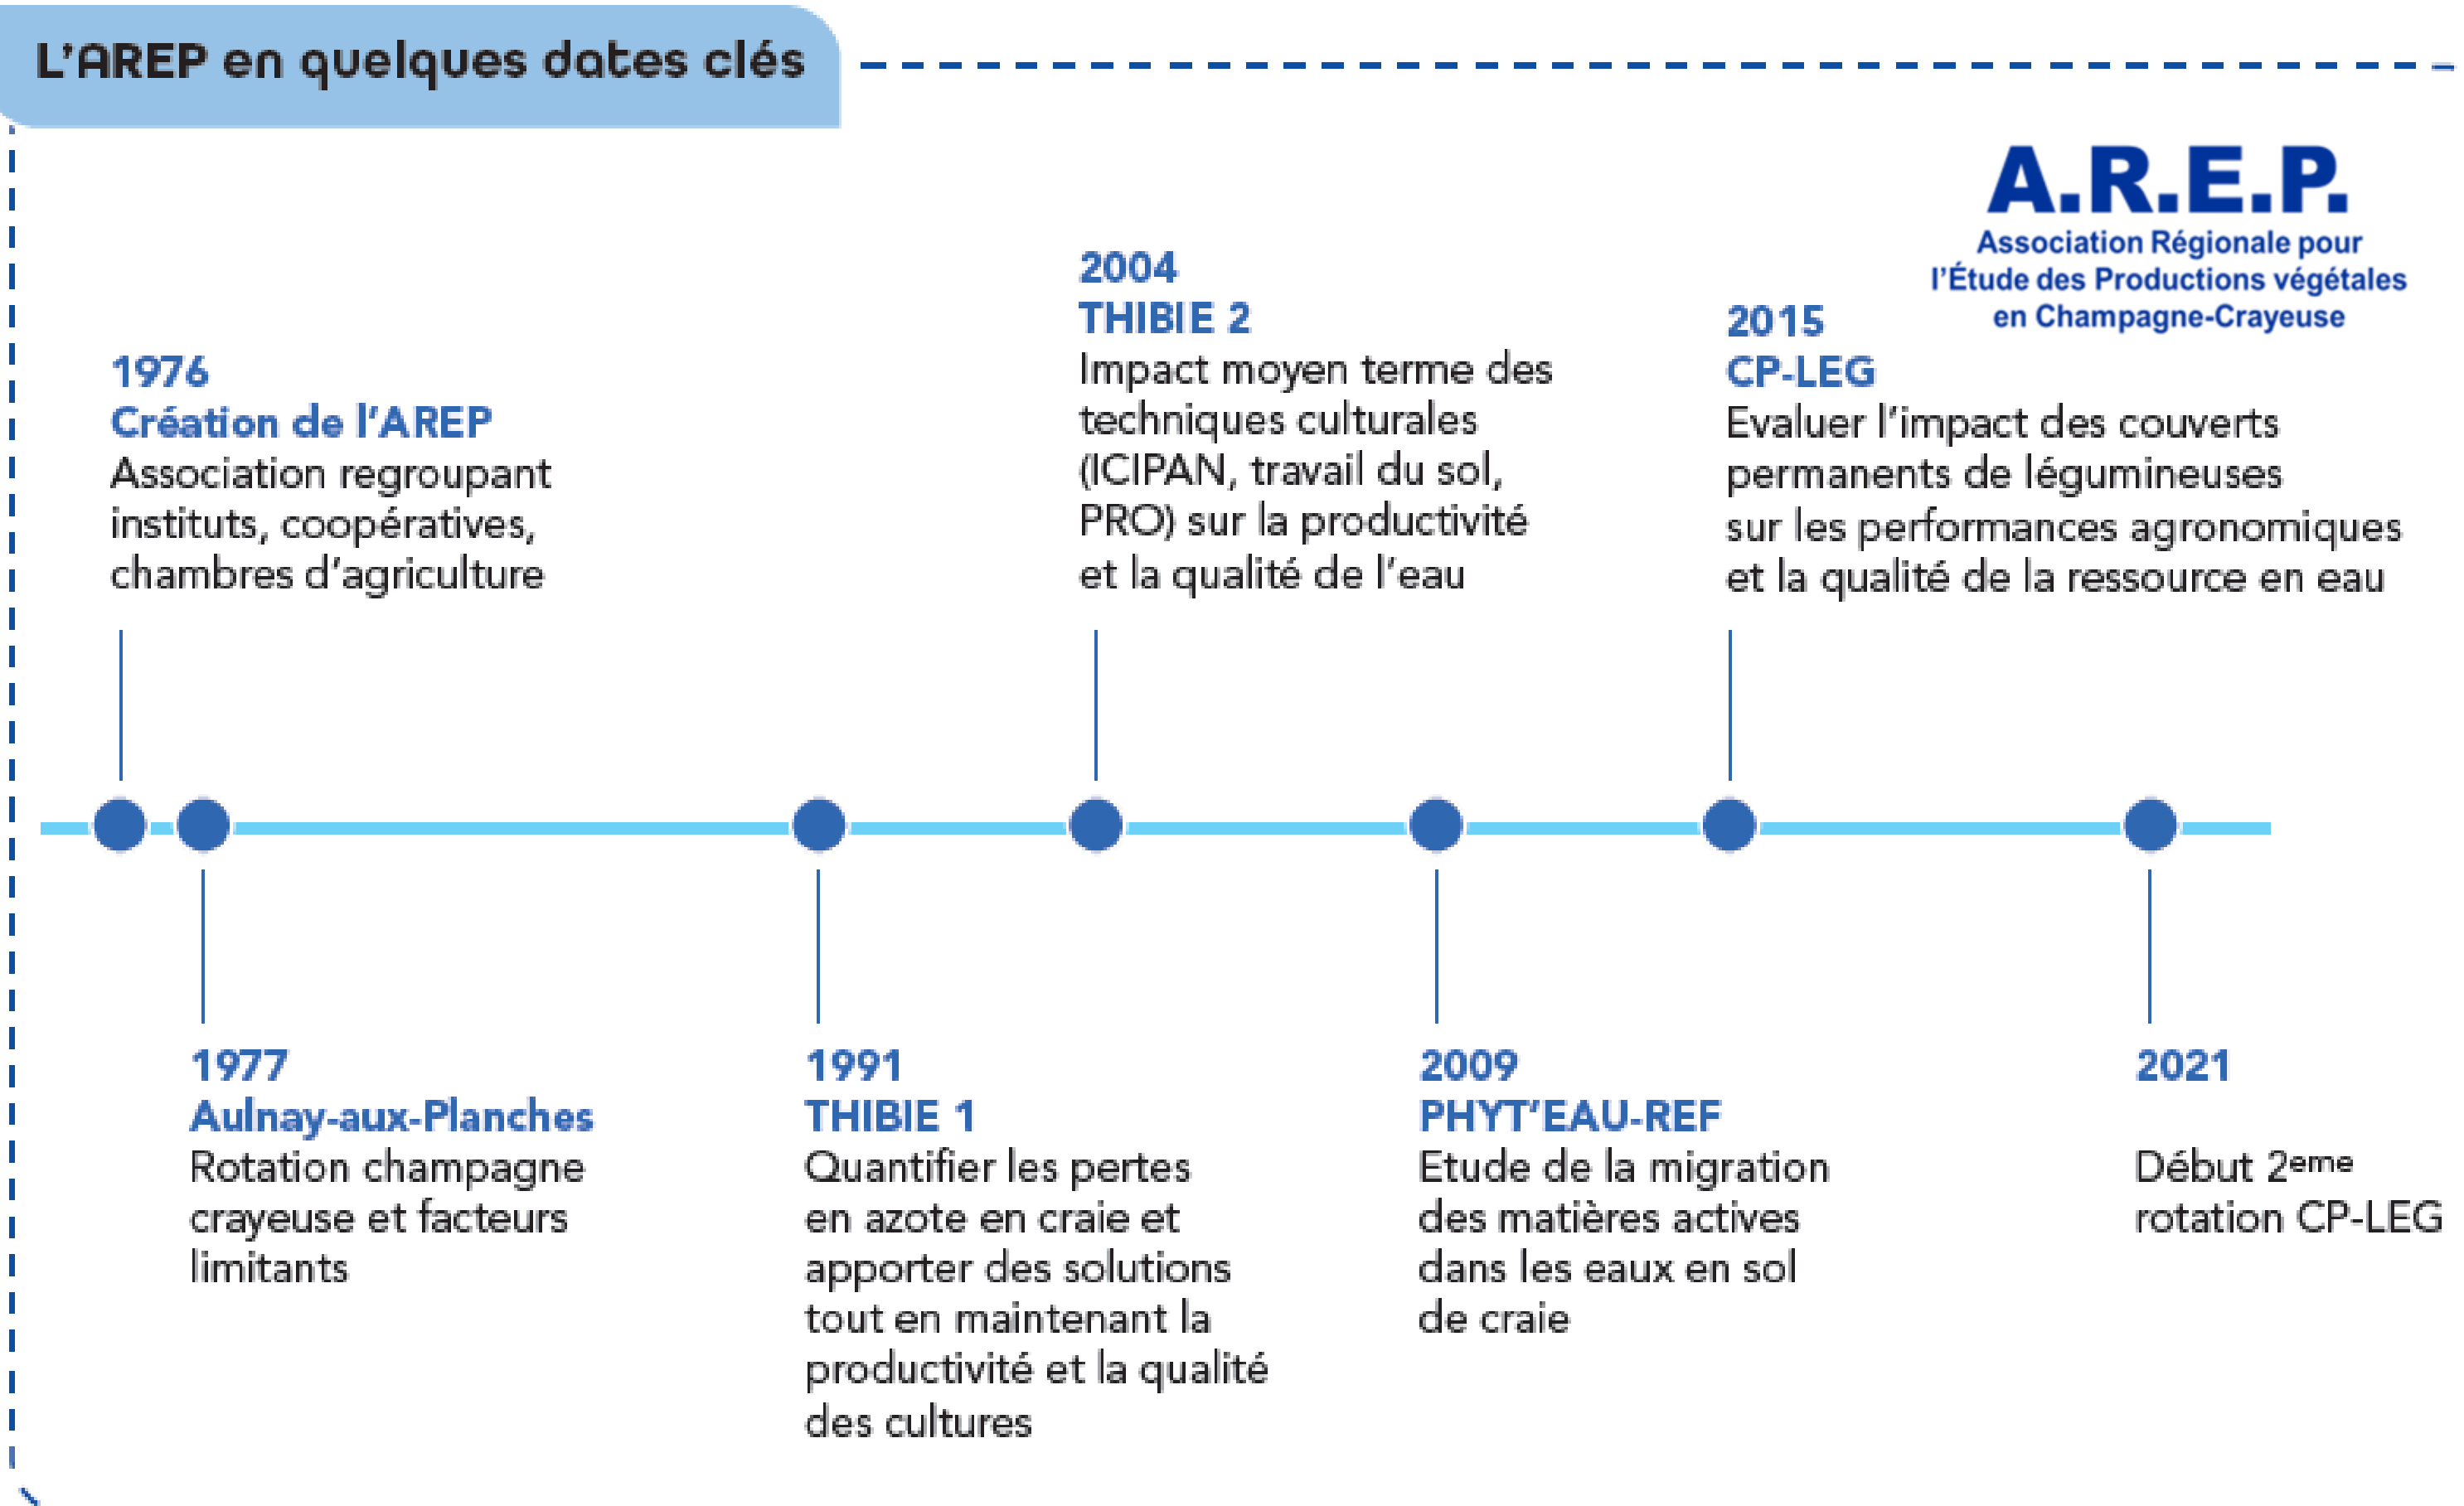 L'AREP en quelques dates clés
A.R.E.P.
Association Régionale pour
l'Étude des Productions végétales
en Champagne-Crayeuse
1976
Création de l'AREP
Association regroupant
instituts, coopératives,
chambres d'agriculture
2004
THIBIE 2
Impact moyen terme des
techniques culturales
(ICIPAN, travail du sol,
PRO) sur la productivité
et la qualité de l'eau
2015
CP-LEG
Evaluer l'impact des couverts
permanents de légumineuses
sur les performances agronomiques
et la qualité de la ressource en eau
1977
Aulnay-aux-Planches
Rotation champagne
crayeuse et facteurs
limitants
1991
THIBIE 1
Quantifier les pertes
en azote en craie et
apporter des solutions
tout en maintenant la
productivité et la qualité
des cultures
2009
PHYT'EAU-REF
Etude de la migration
des matières actives
dans les eaux en sol
de craie
2021
Début 2eme
rotation CP-LEG